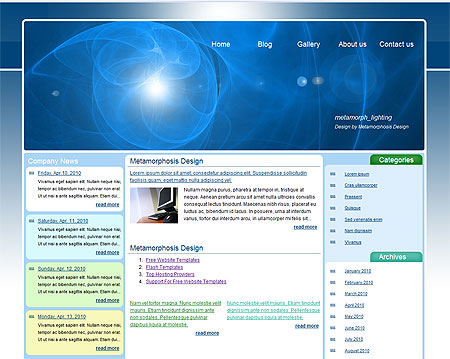 Home Blog Gallery About us Contact us
metamorph_lighting
Design by Metamorphosis Design
Company News
Friday, Apr. 10, 2010
Vivamus eget sapien elit. Nullam neque nisi,
tempor ac bibendum nec, pulvinar non erat.
Ut ut nisi a ante sagittis aliquam. Etiam dui...
read more
Saturday, Apr. 11, 2010
Vivamus eget sapien elit. Nullam neque nisi,
tempor ac bibendum nec, pulvinar non erat.
Ut ut nisi a ante sagittis aliquam. Etiam dui...
read more
Sunday, Apr. 12, 2010
Vivamus eget sapien elit. Nullam neque nisi,
tempor ac bibendum nec, pulvinar non erat.
Ut ut nisi a ante sagittis aliquam. Etiam dui...
read more
Monday, Apr. 13, 2010
Vivamus eget sapien elit. Nullam neque nisi,
tempor ac bibendum nec, pulvinar non erat.
Ut ut nisi a ante sagittis aliquam. Etiam dui...
read more
Metamorphosis Design
Lorem ipsum dolor sit amet, consectetur adipiscing elit. Suspendisse
sollicitudin, felis quis suscipit fermentum, metus augue
egestas quam, eget mattis nulla nulla adipiscing vel.
Nullam magna purus, pharetra at tempor in, tristique at
neque. Aenean pretium arcu sit amet nulla ultricies convallis
consequat lectus tincidunt. Maecenas nibh risus, placerat eu
luctus ac, bibendum id lacus. In posuere, urna at interdum
varius, tortor dui interdum arcu, in ullamcorper mi metus sit...
read more
Metamorphosis Design
1. Free Website Templates
2. Flash Templates
3. Top Hosting Providers
4. Support For Free Website Templates
Nam vel tortor magna. Nunc molestie velit
mauris. Etiam tincidunt dignissim ante
non sodales. Pellentesque pulvinar
dapibus ligula at molestie.
read more
Nunc molestie velit mauris. Etiam tincidunt
dignissim ante non sodales. Pellentesque
pulvinar dapibus ligula at molestie.
read more
Categories
Lorem ipsum
Cras ullamcorper
Praesent
Quisque
Sed venenatis enim
Nam dignissim
Vivamus
Archives
January 2010
February 2010
March 2010
April 2010
May 2010
June 2010
July 2010
August 2010